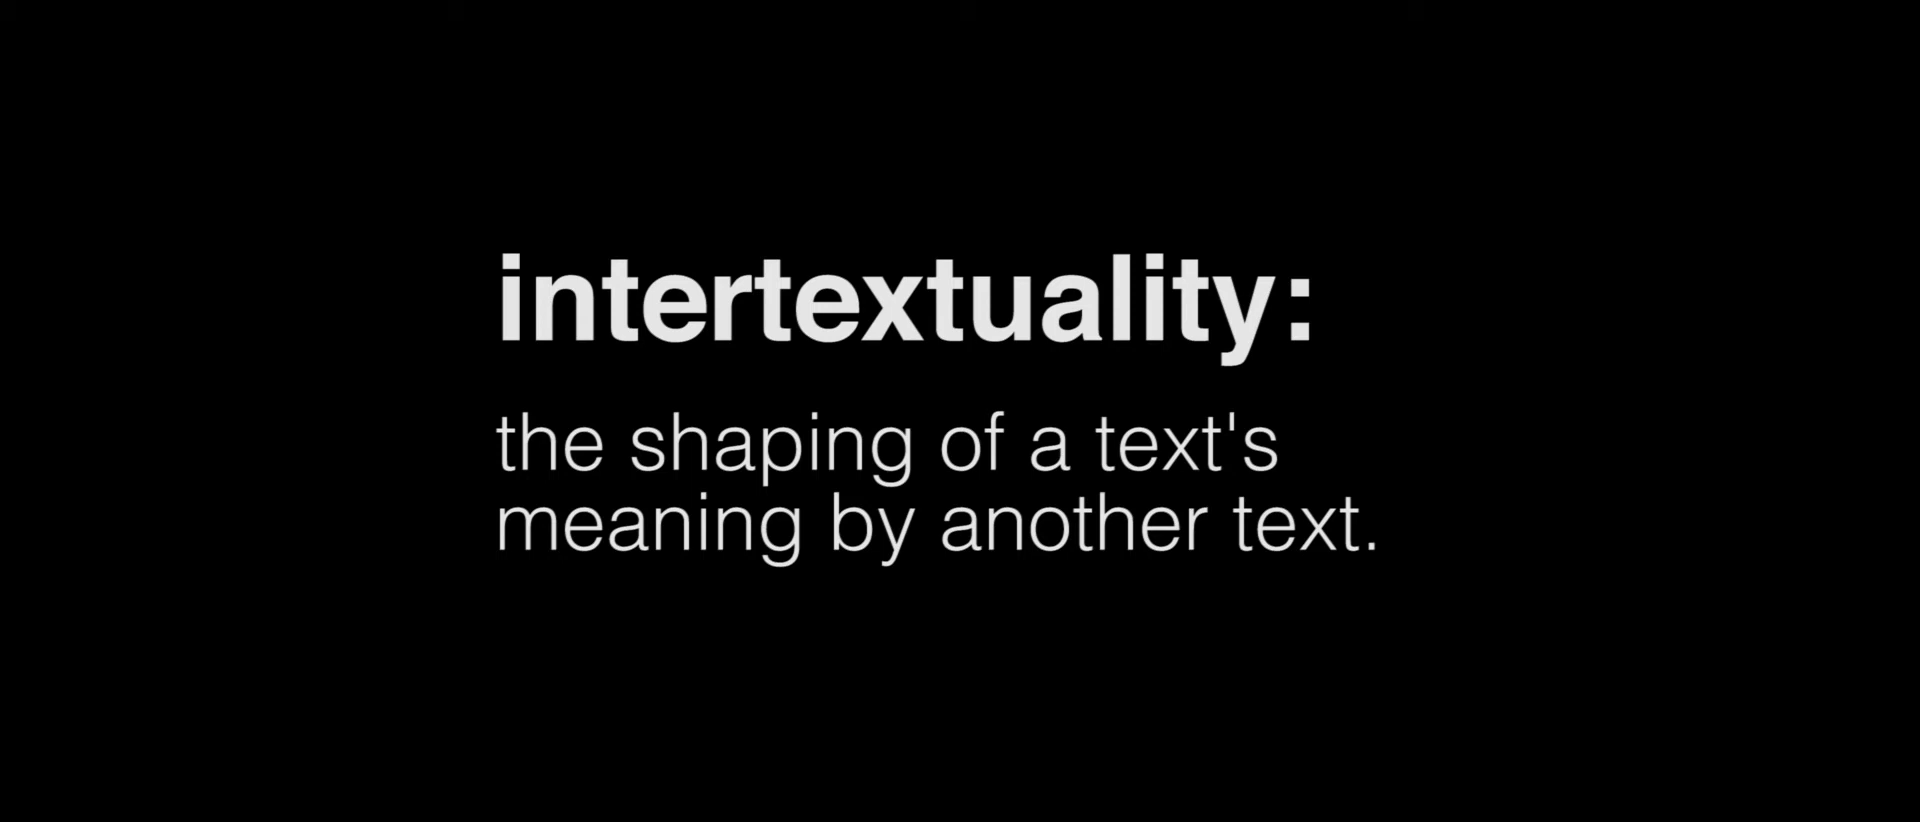 intertextuality:
the shaping of a text's
meaning by another text.